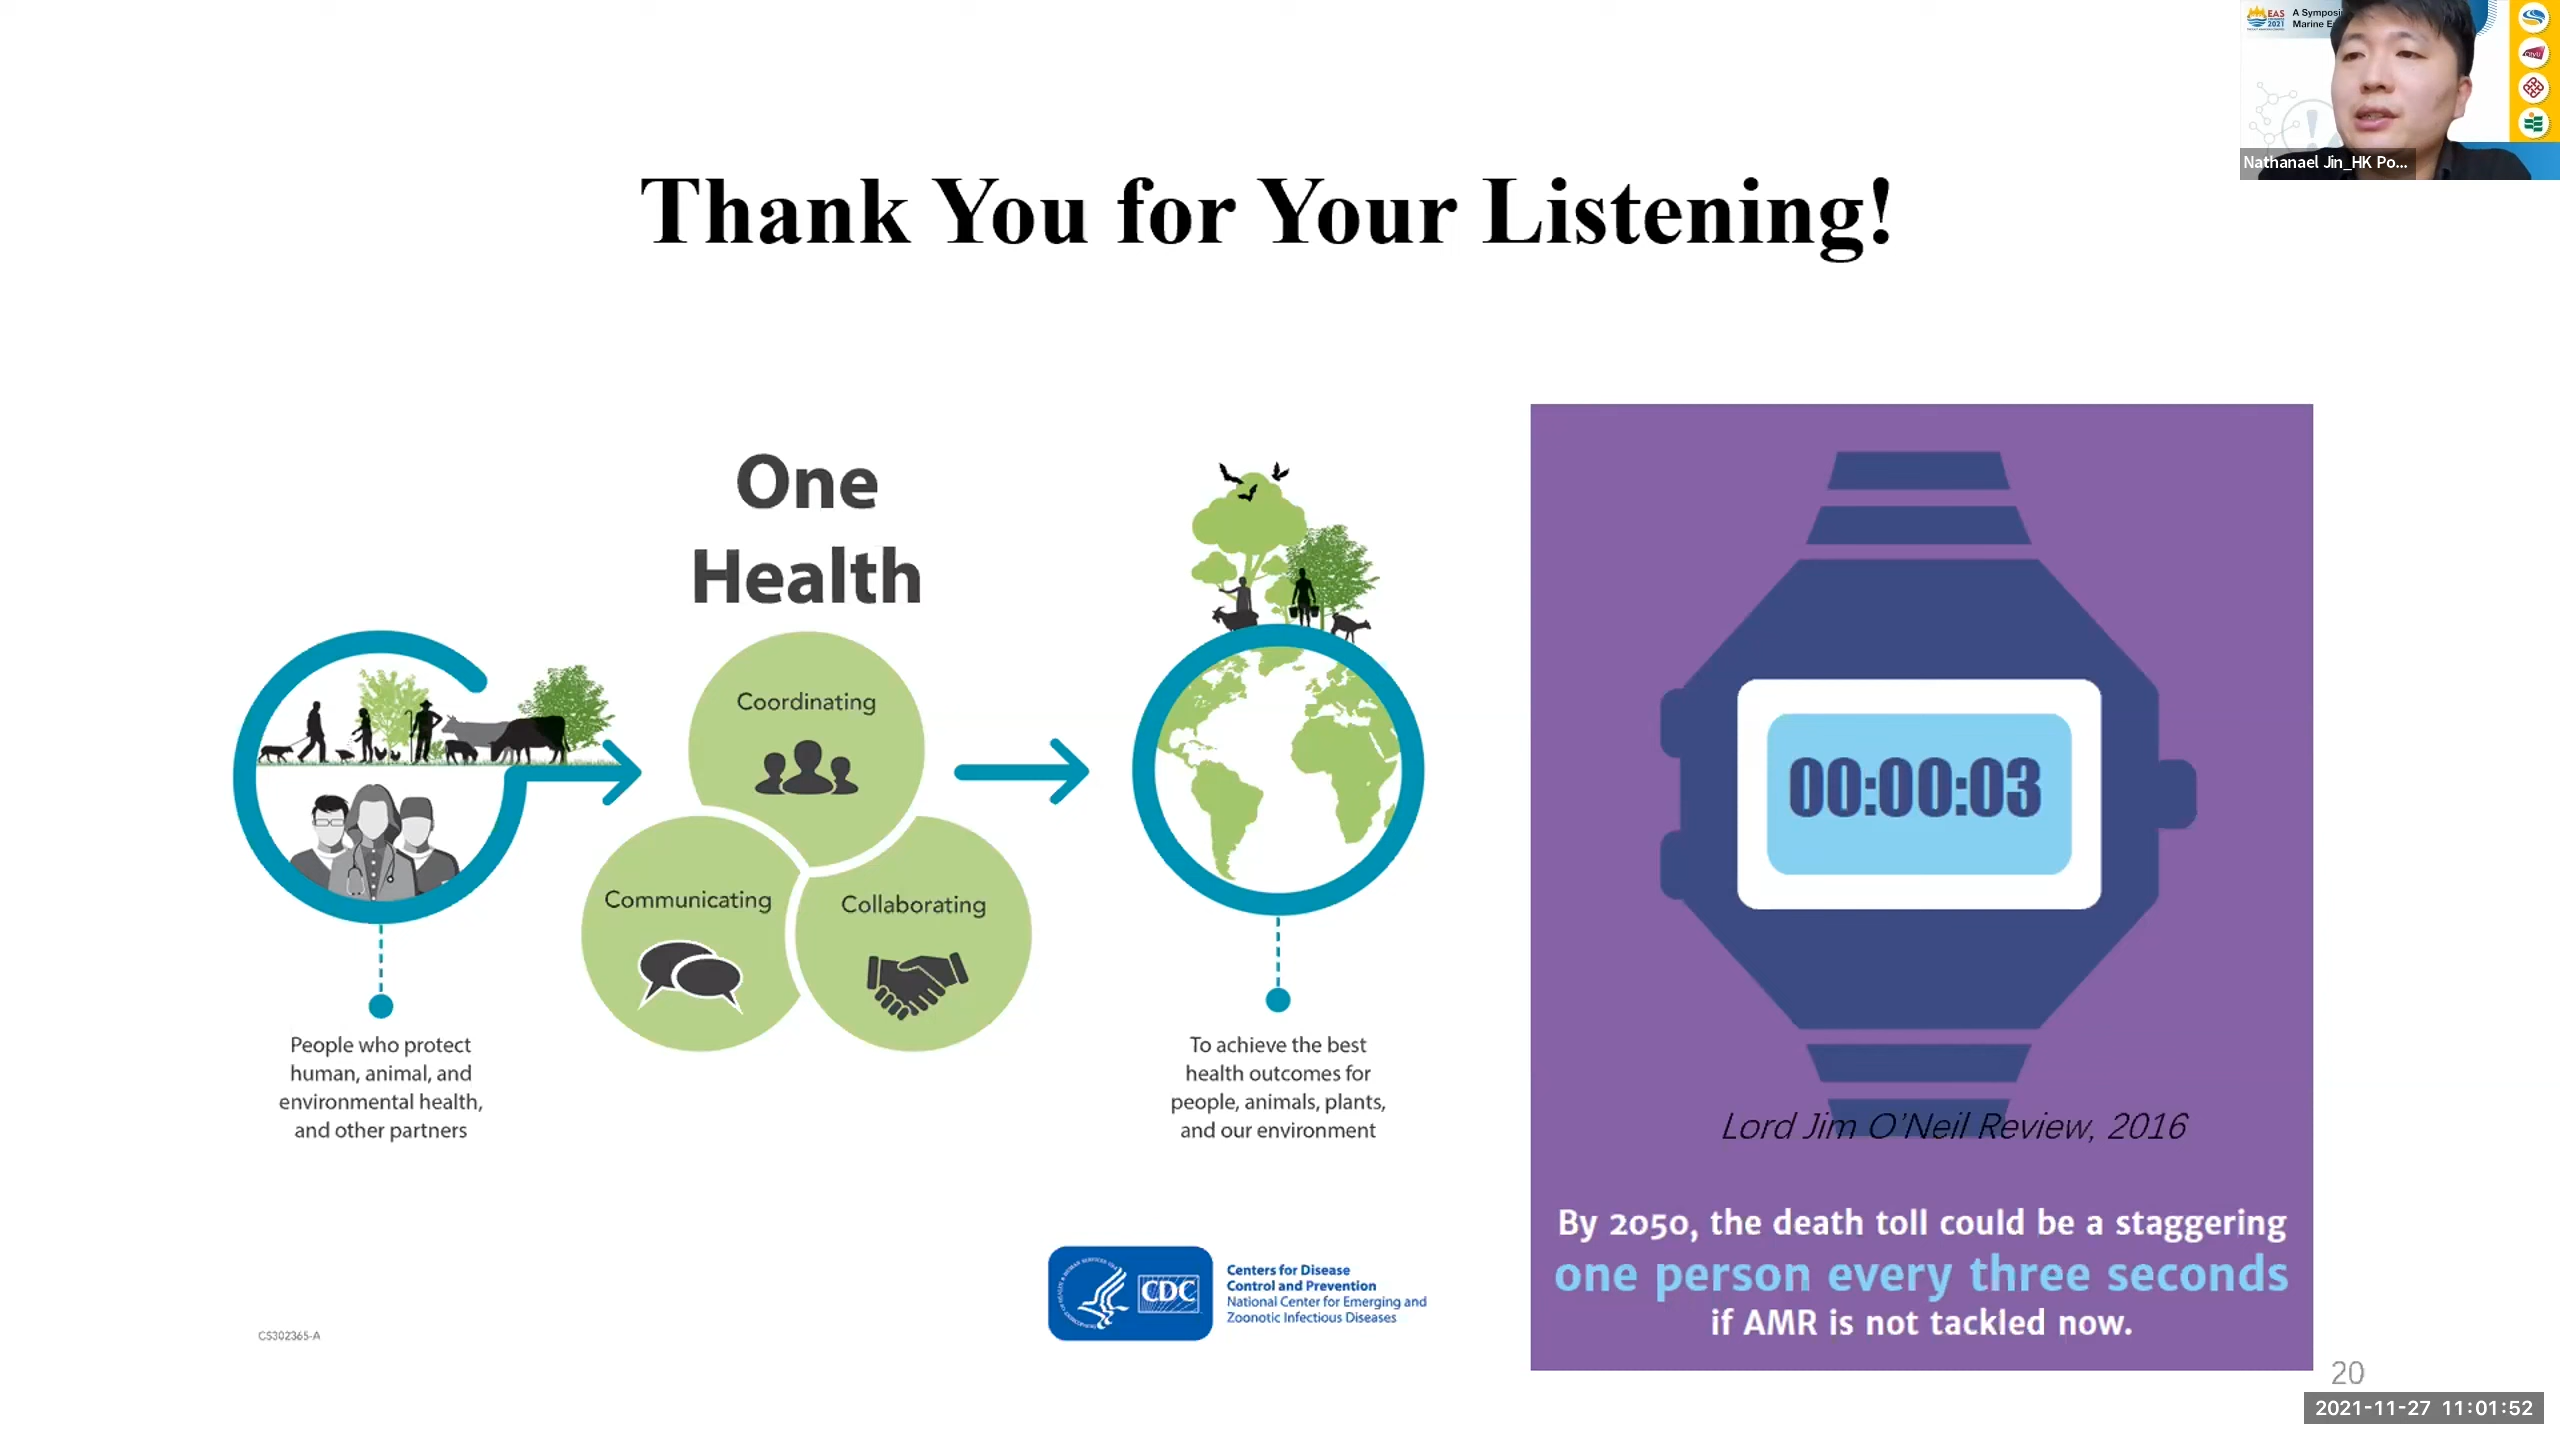 EAS
2021
A Symposi
Marine E
Nathanael Jin_HK Po...
Thank You for Your Listening!
One
Health
Coordinating
Communicating
Collaborating
People who protect
human, animal, and
environmental health,
and other partners
To achieve the best
health outcomes for
people, animals, plants,
and our environment
CDC
Centers for Disease
Control and Prevention
National Center for Emerging and
Zoonotic Infectious Diseases
CS302365-A
00:00:03
Lord Jim O'Neil Review, 2016
By 2050, the death toll could be a staggering
one person every three seconds
if AMR is not tackled now.
20
2021-11-27 11:01:52